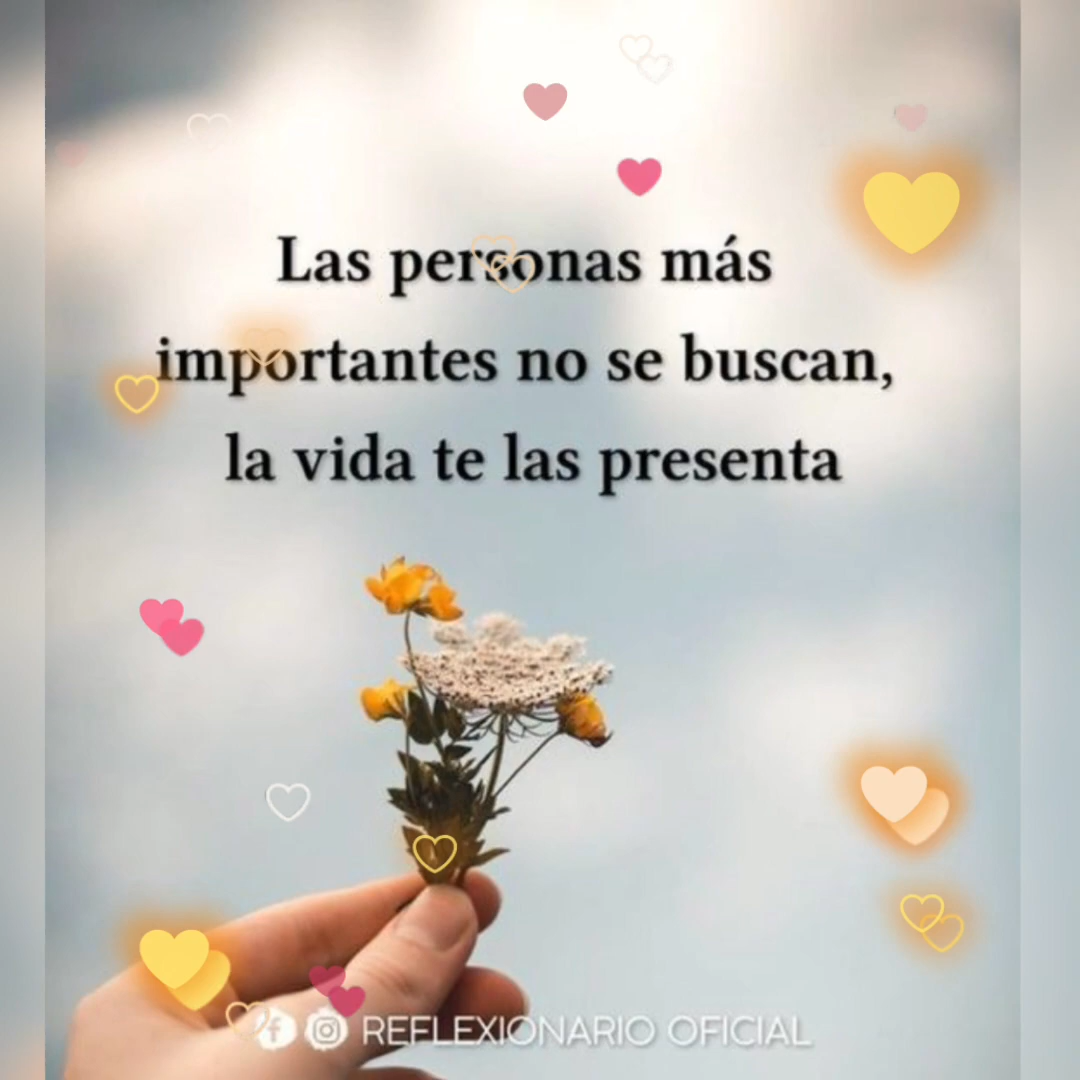 Las personas más
importantes no se buscan,
la vida te las presenta
REFLEXIONARIO OFICIAL